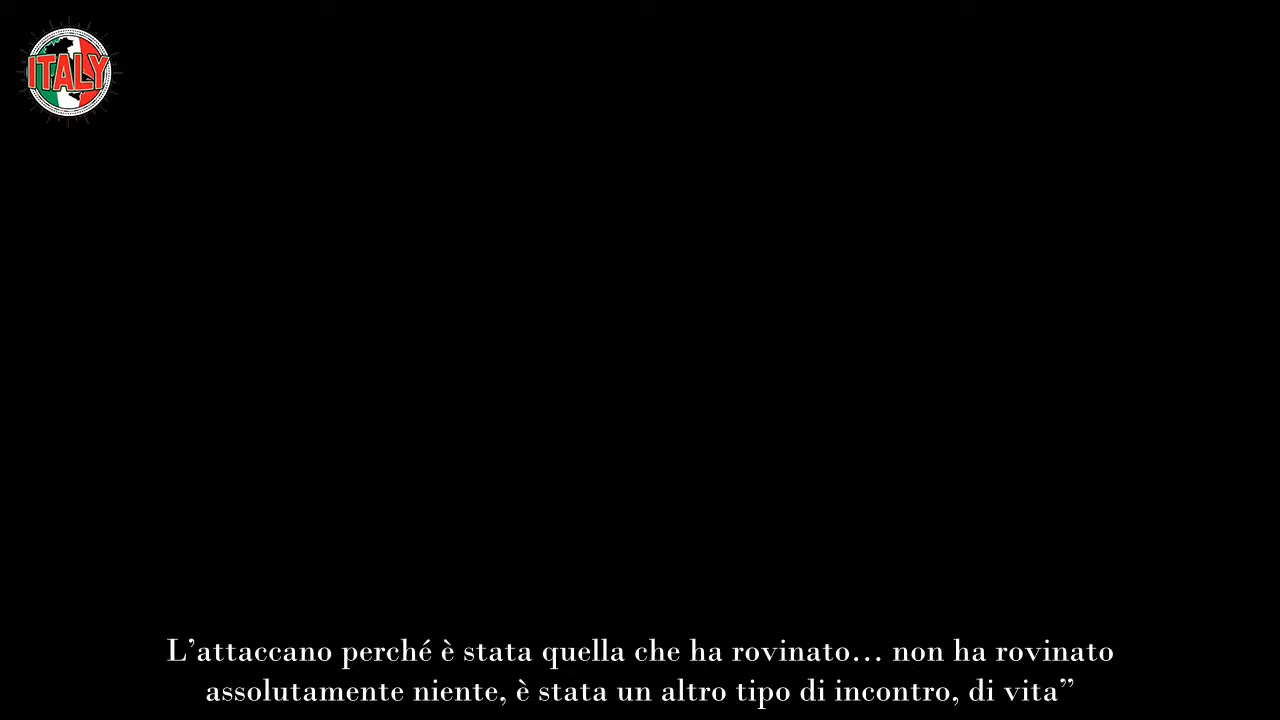 ITALY
L’attaccano perché è stata quella che ha rovinato… non ha rovinato
assolutamente niente, è stata un altro tipo di incontro, di vita”